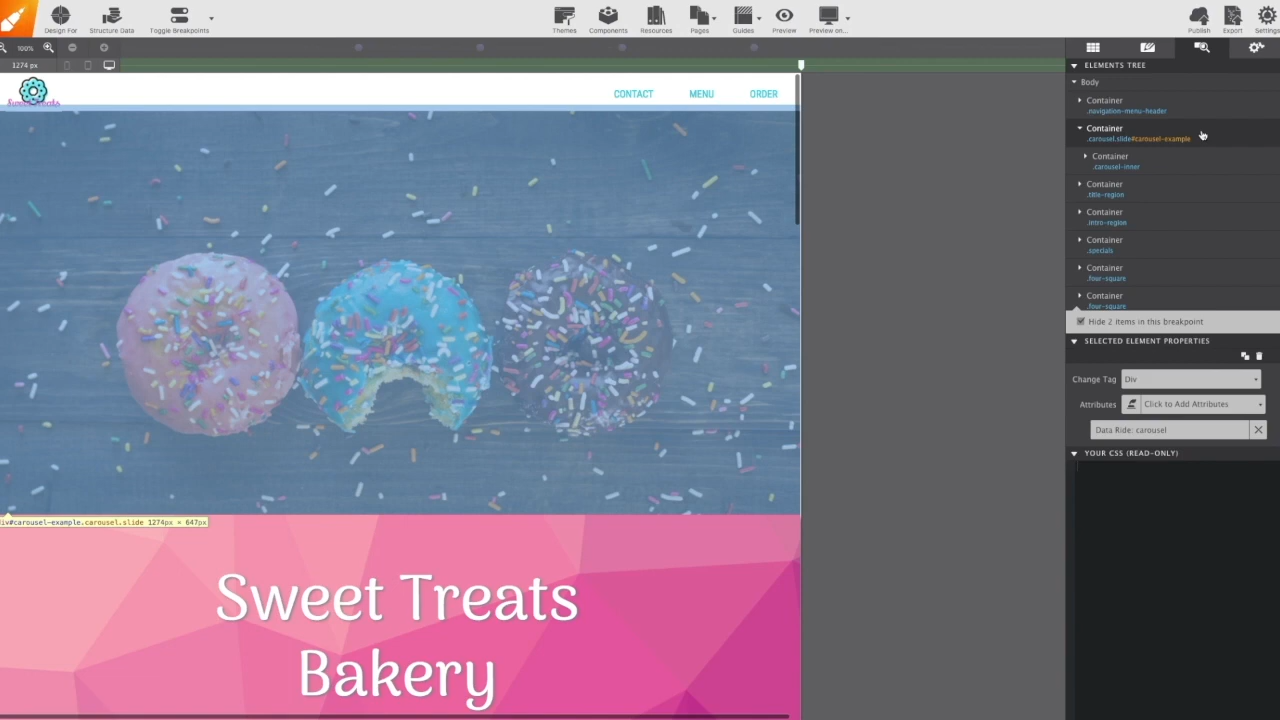 Design For
Structure Data
Toggle Breakpoints
Themes
Components
Resources
Pages
Guides
Preview
Preview on...
Publish
Export
Settings
100%
1274 px
Sweet Treats
CONTACT
MENU
ORDER
ELEMENTS TREE
Body
Container
.navigation-menu-header
Container
.carousel.slide#carousel-example
Container
.carousel-inner
Container
.title-region
Container
.intro-region
Container
.specials
Container
.four-square
Container
.four-square
Hide 2 items in this breakpoint
SELECTED ELEMENT PROPERTIES
Change Tag
Div
Attributes
Click to Add Attributes
Data Ride: carousel
YOUR CSS (READ-ONLY)
iv#carousel-example.carousel.slide 1274px × 647px
Sweet Treats
Bakery